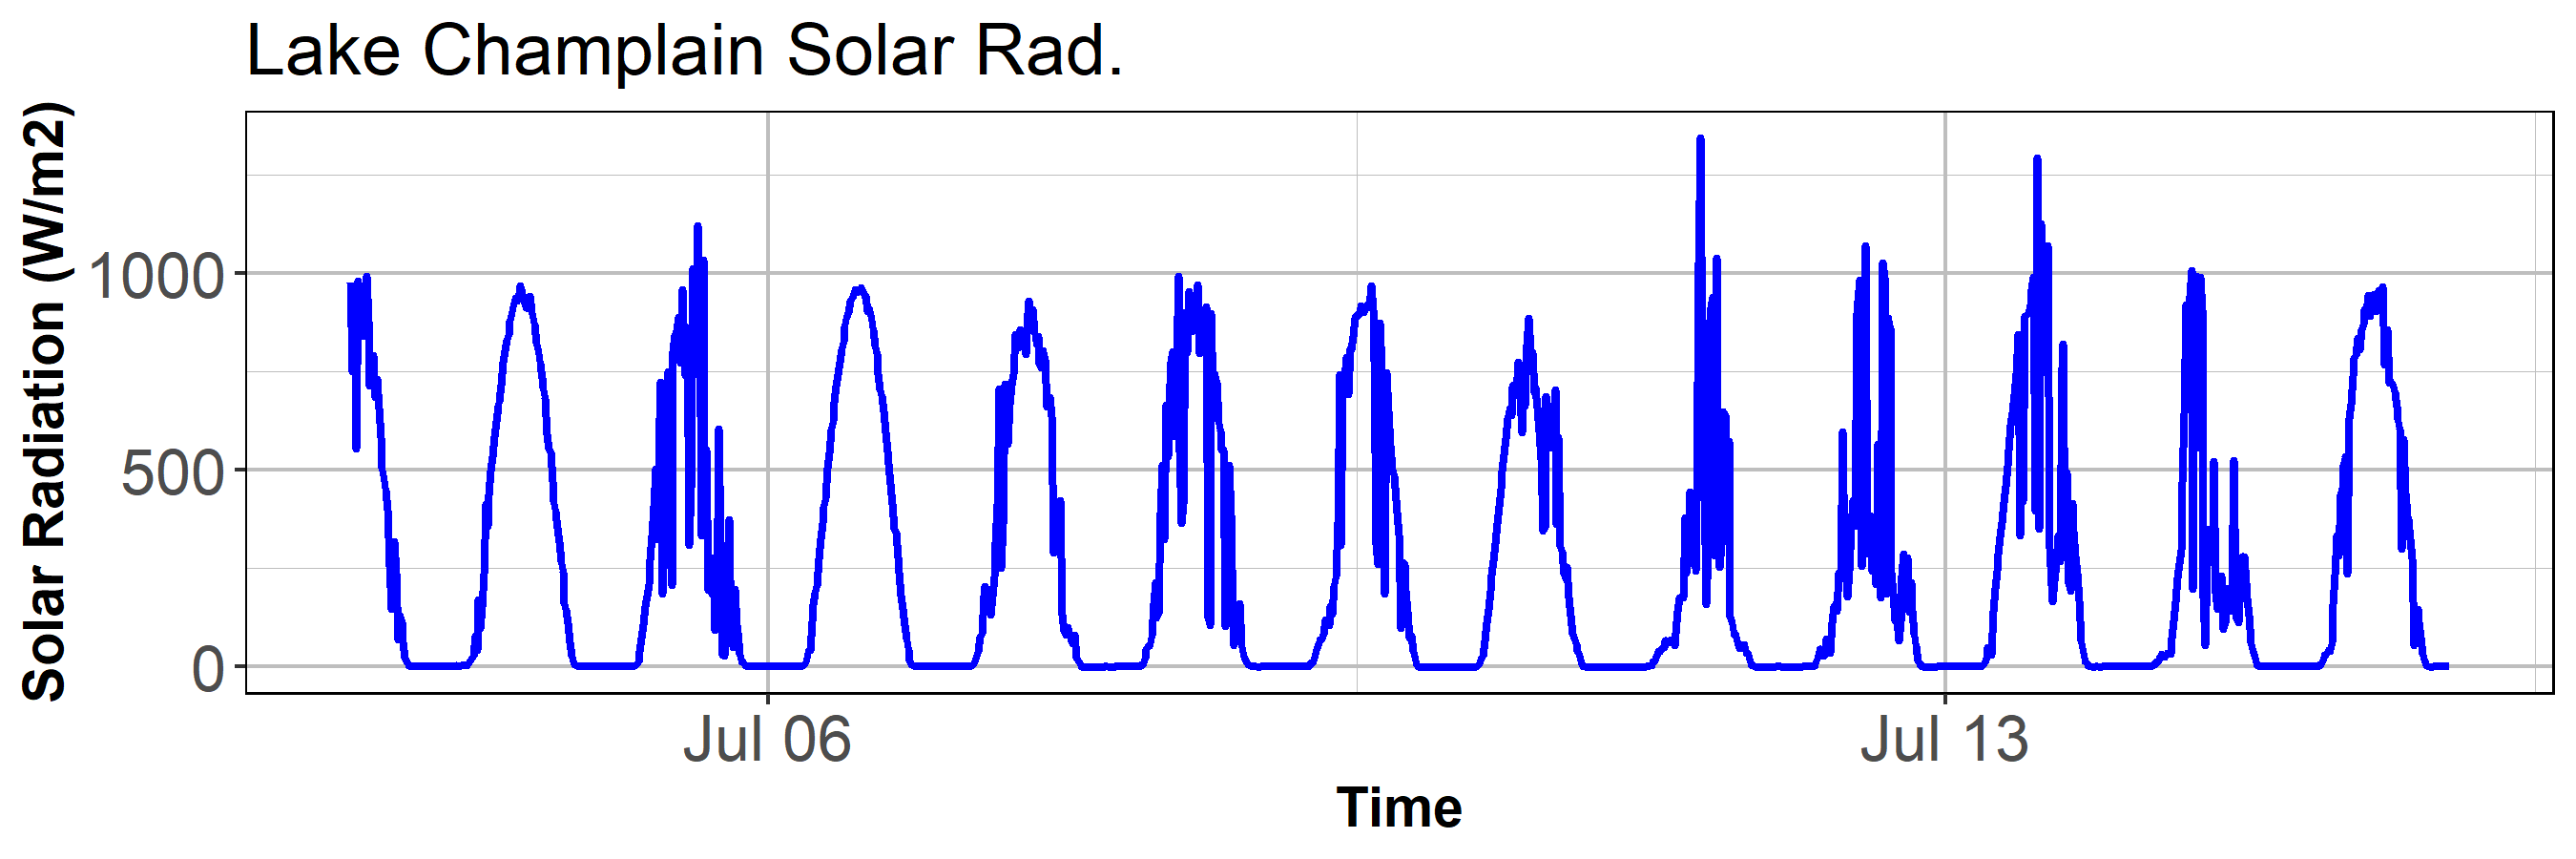 Lake Champlain Solar Rad.
Solar Radiation (W/m2)
1000
500
0
Jul 06
Jul 13
Time